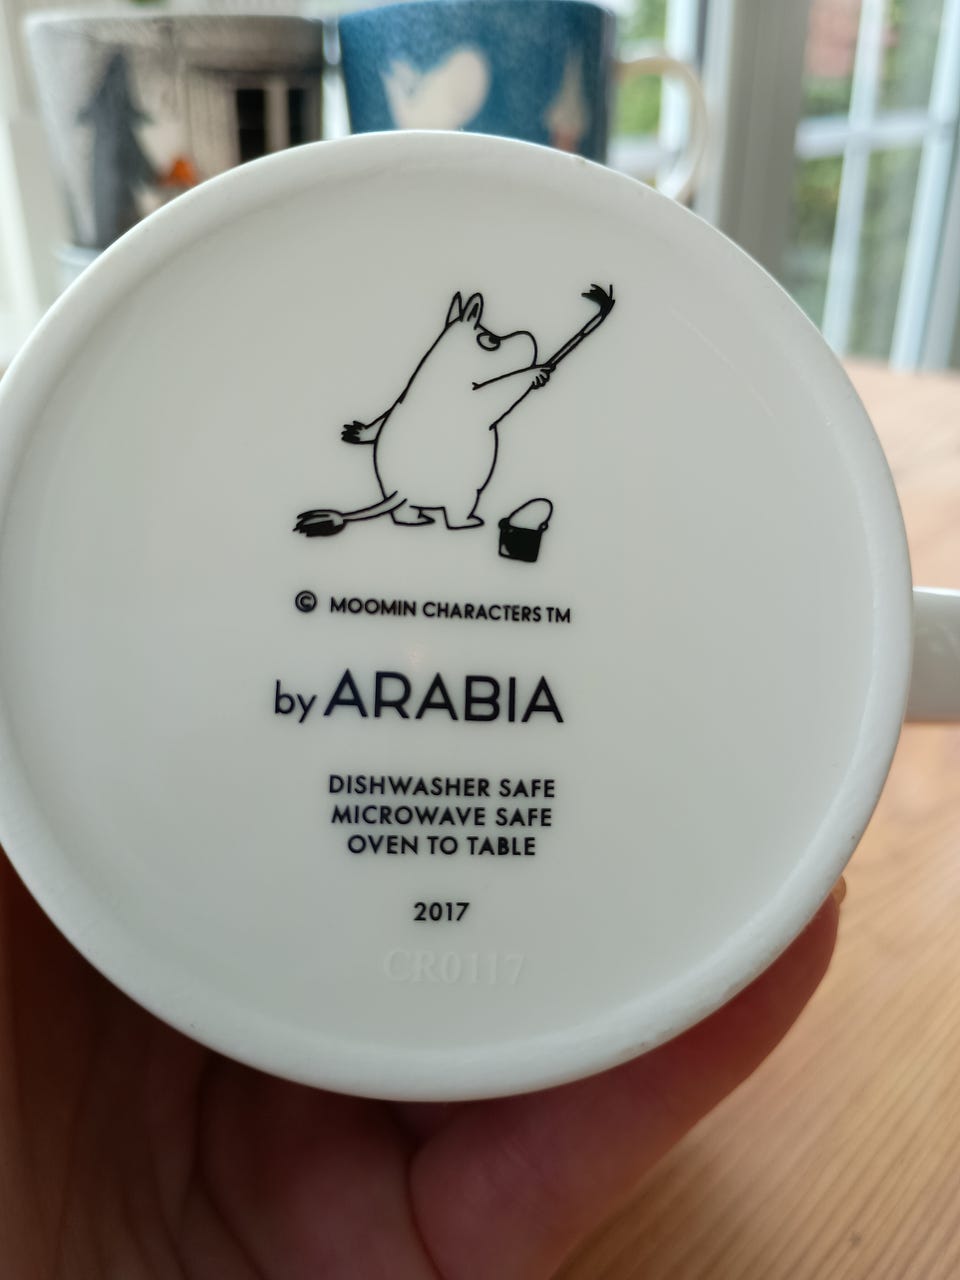 © MOOMIN CHARACTERS TM
by ARABIA
DISHWASHER SAFE
MICROWAVE SAFE
OVEN TO TABLE
2017
CR0117